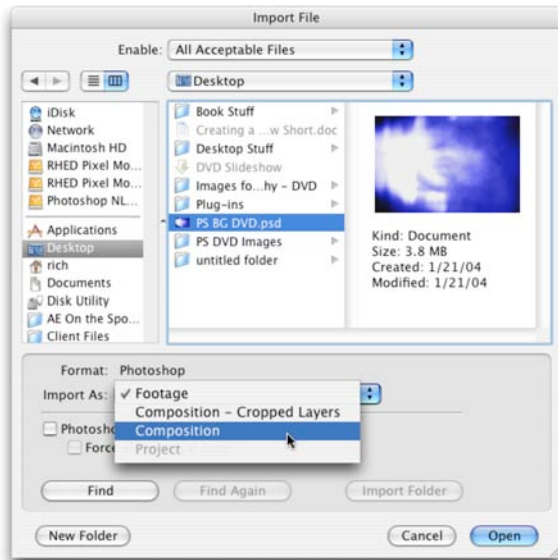 Import File
Enable: All Acceptable Files
Desktop
iDisk
Network
Macintosh HD
RHED Pixel Mo...
RHED Pixel Mo...
Photoshop NL...
Applications
Desktop
rich
Documents
Disk Utility
AE On the Spo...
Client Files
Book Stuff
Creating a ...w Short.doc
Desktop Stuff
DVD Slideshow
Images fo...hy - DVD
Plug-ins
PS BG DVD.psd
PS DVD Images
untitled folder
Kind: Document
Size: 3.8 MB
Created: 1/21/04
Modified: 1/21/04
Format: Photoshop
Import As: ✓ Footage
Composition – Cropped Layers
Composition
Project
Photosho
Force
Find
Find Again
Import Folder
New Folder
Cancel
Open